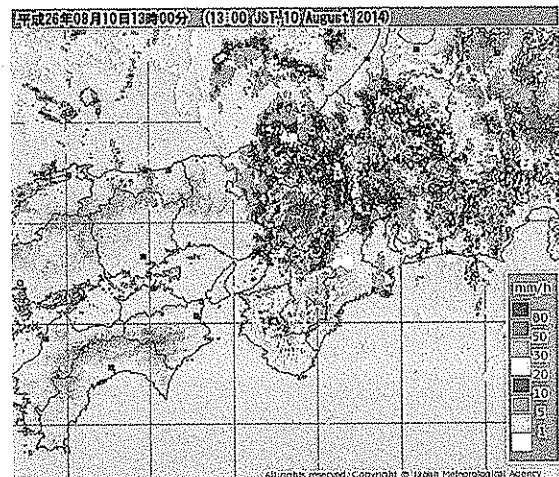 平成26年08月10日13時00分 (13:00 JST 10 August 2014)
mm/h
80
50
30
20
10
5
1
All rights reserved. Copyright © Japan Meteorological Agency